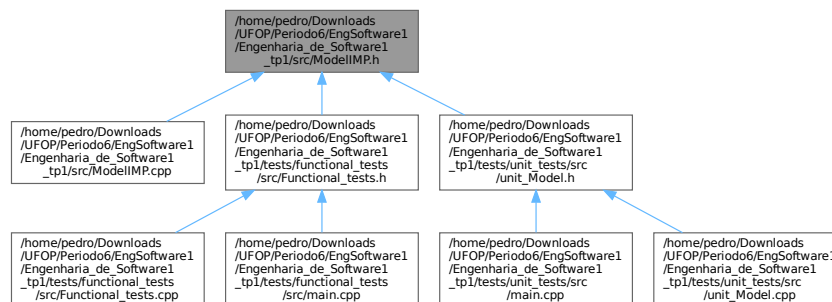 /home/pedro/Downloads
/UFOP/Periodo6/EngSoftware1
/Engenharia_de_Software1
_tp1/src/ModelIMP.h
/home/pedro/Downloads
/UFOP/Periodo6/EngSoftware1
/Engenharia_de_Software1
_tp1/src/ModelIMP.cpp
/home/pedro/Downloads
/UFOP/Periodo6/EngSoftware1
/Engenharia_de_Software1
_tp1/tests/functional_tests
/src/Functional_tests.h
/home/pedro/Downloads
/UFOP/Periodo6/EngSoftware1
/Engenharia_de_Software1
_tp1/tests/unit_tests/src
/unit_Model.h
/home/pedro/Downloads
/UFOP/Periodo6/EngSoftware1
/Engenharia_de_Software1
_tp1/tests/functional_tests
/src/Functional_tests.cpp
/home/pedro/Downloads
/UFOP/Periodo6/EngSoftware1
/Engenharia_de_Software1
_tp1/tests/functional_tests
/src/main.cpp
/home/pedro/Downloads
/UFOP/Periodo6/EngSoftware1
/Engenharia_de_Software1
_tp1/tests/unit_tests/src
/main.cpp
/home/pedro/Downloads
/UFOP/Periodo6/EngSoftware1
/Engenharia_de_Software1
_tp1/tests/unit_tests/src
/unit_Model.cpp